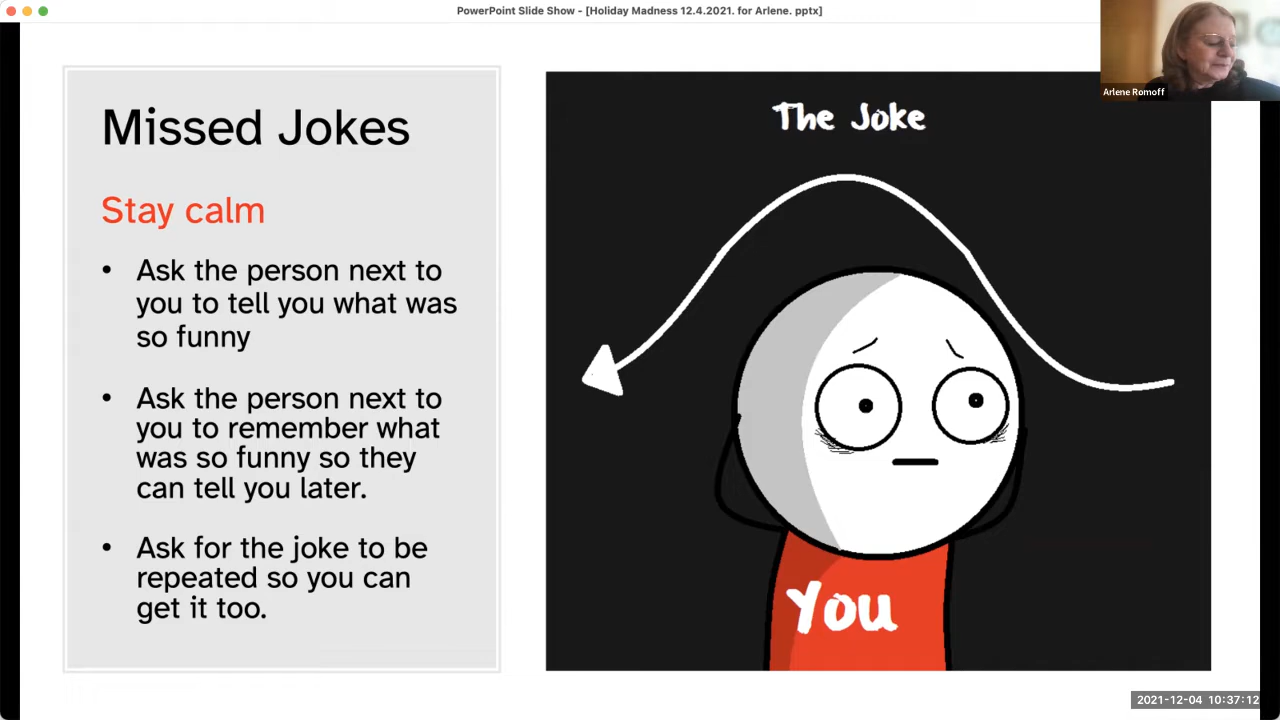 PowerPoint Slide Show - [Holiday Madness 12.4.2021. for Arlene. pptx]
Arlene Romoff
Missed Jokes
Stay calm
• Ask the person next to
you to tell you what was
so funny
• Ask the person next to
you to remember what
was so funny so they
can tell you later.
• Ask for the joke to be
repeated so you can
get it too.
The Joke
You
2021-12-04 10:37:12